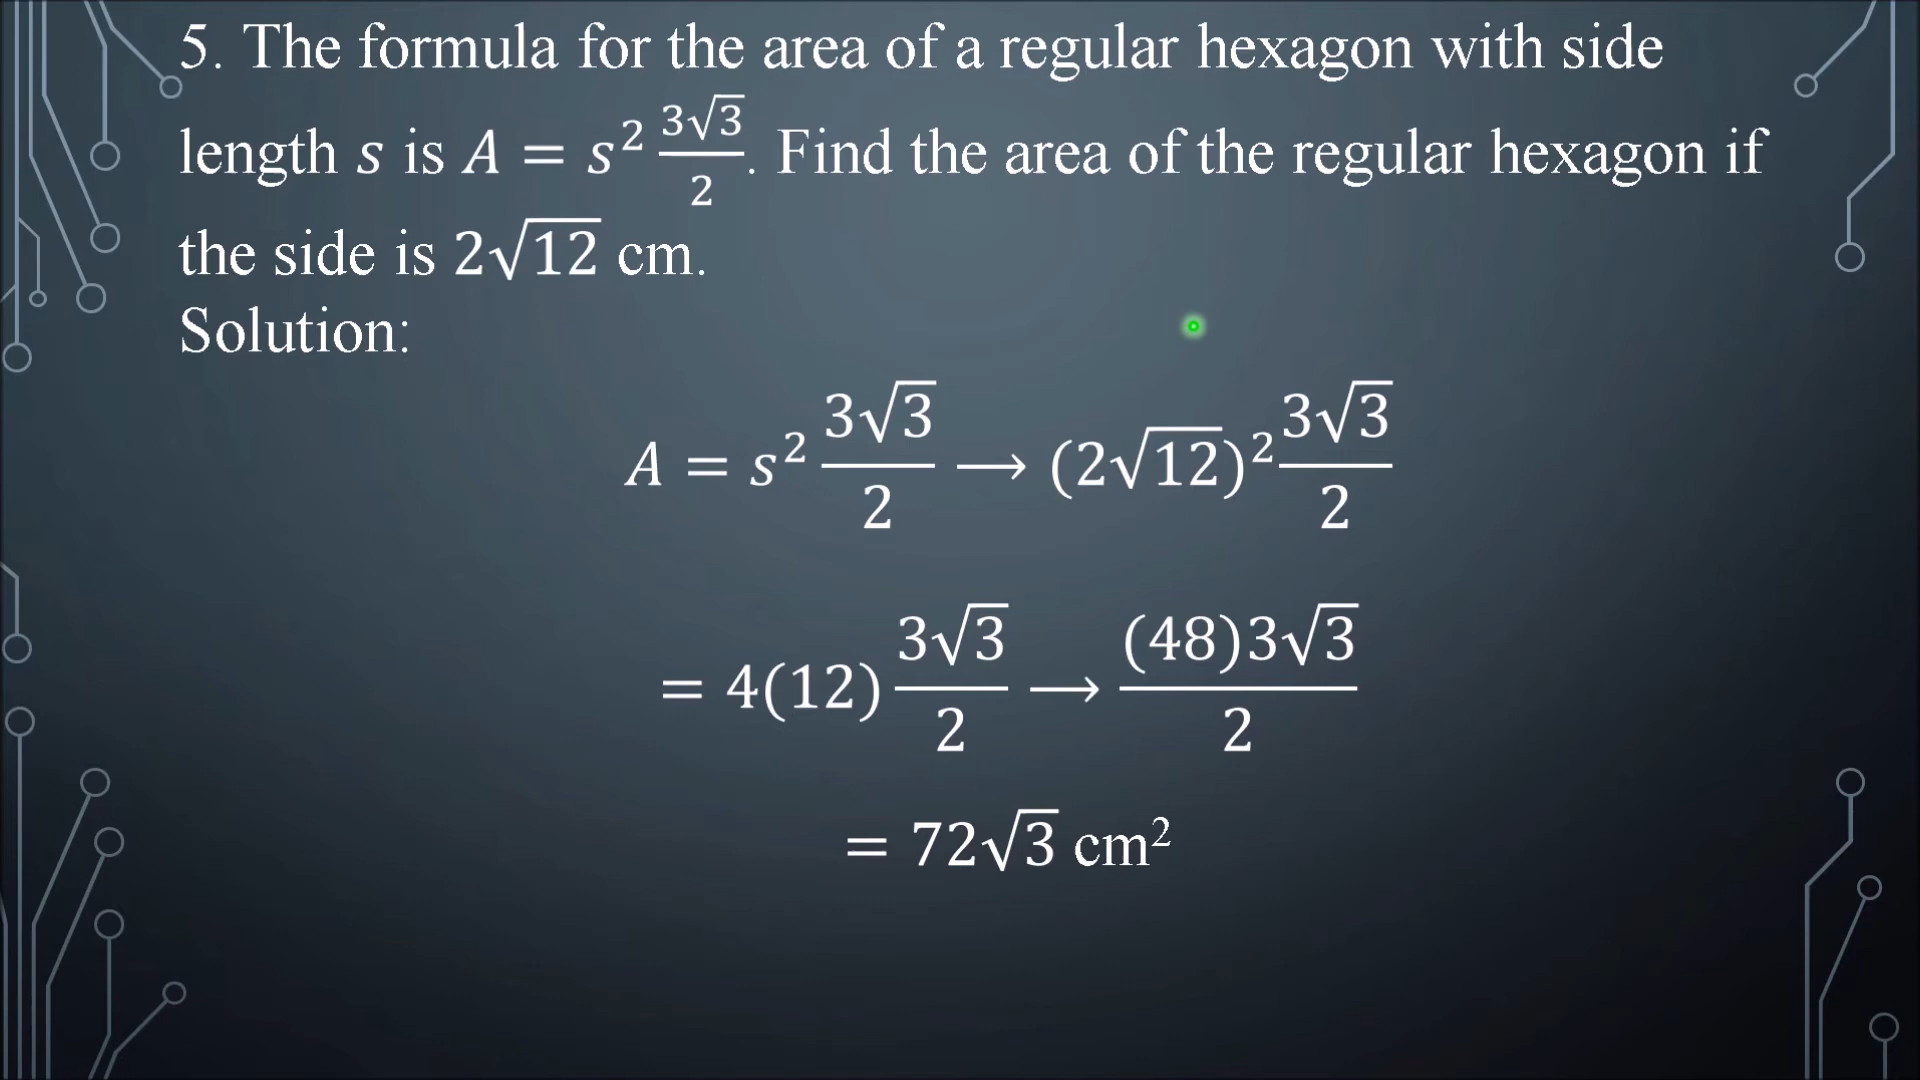 5. The formula for the area of a regular hexagon with side
length s is A = s² 3√3/2. Find the area of the regular hexagon if
the side is 2√12 cm.
Solution:
A = s² 3√3/2 ⟶ (2√12)² 3√3/2
= 4(12) 3√3/2 ⟶ (48)3√3/2
= 72√3 cm²